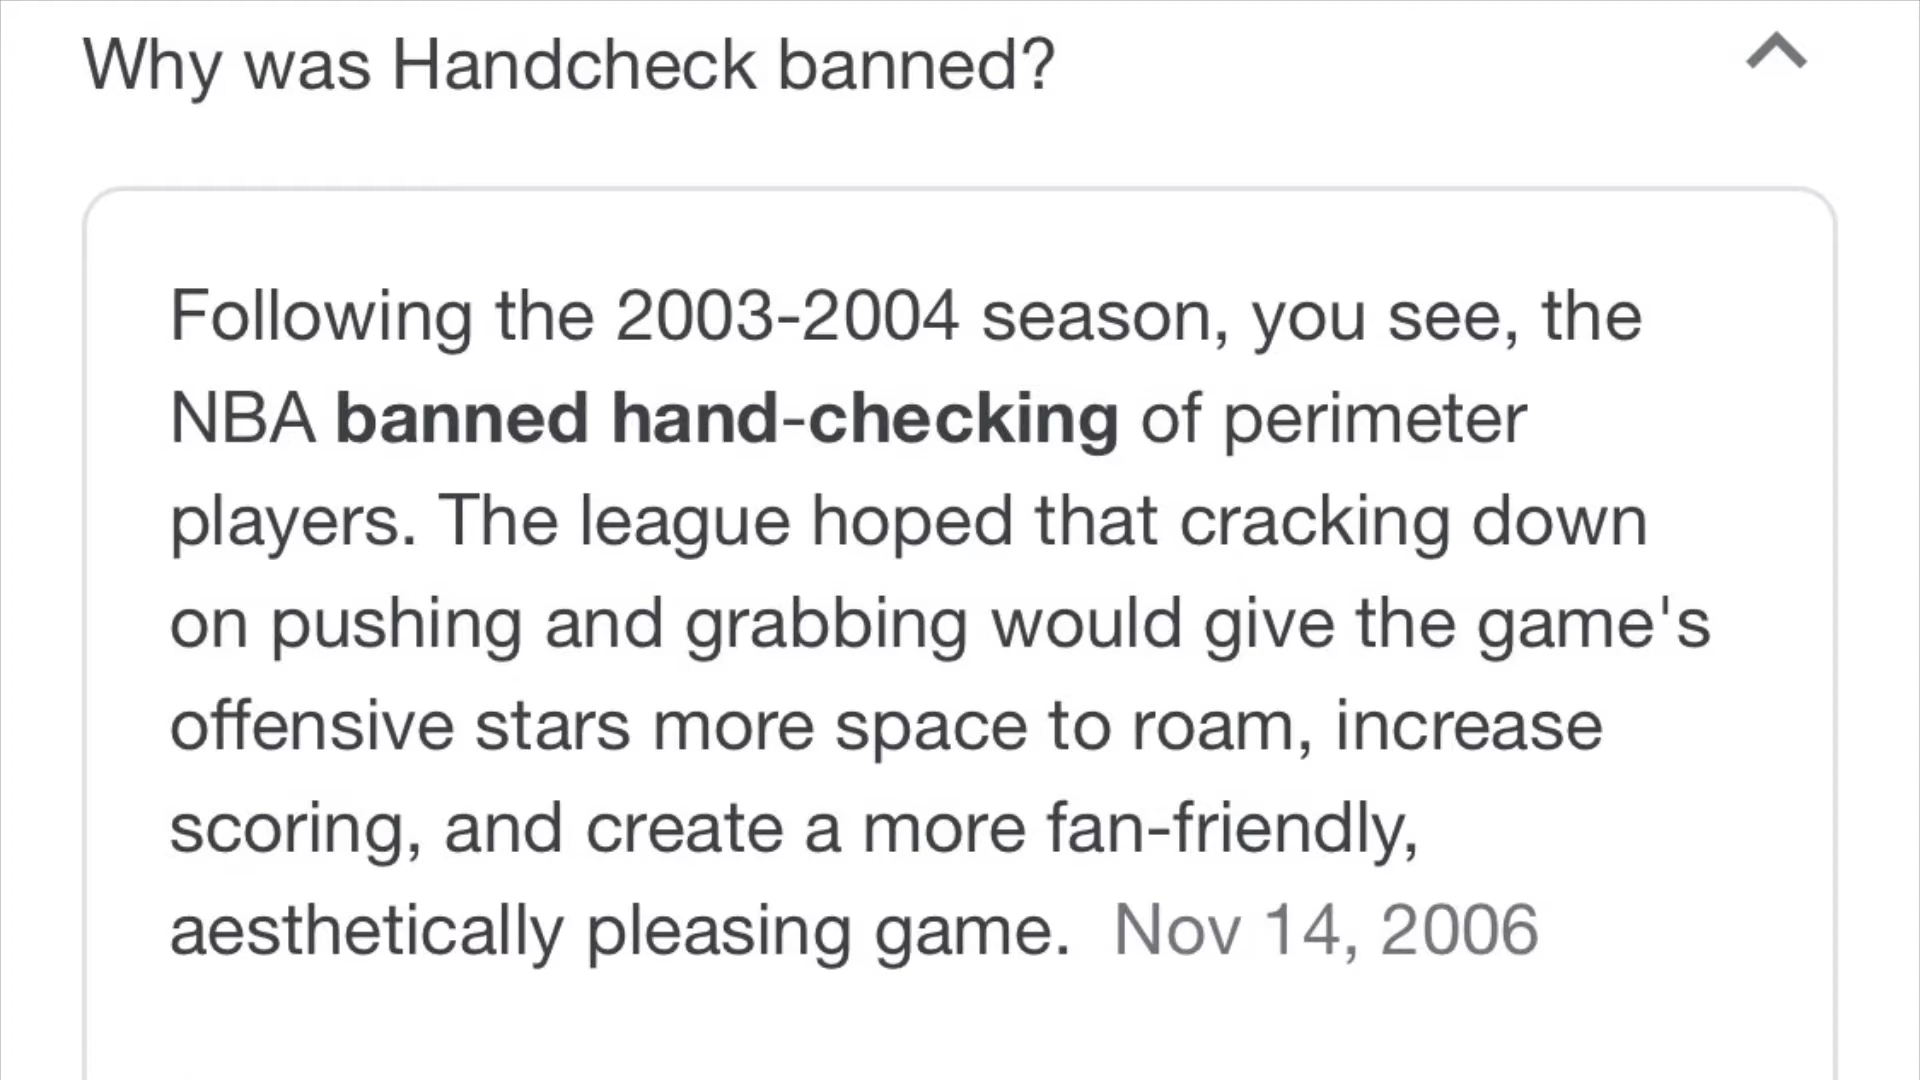 Why was Handcheck banned?
Following the 2003-2004 season, you see, the
NBA banned hand-checking of perimeter
players. The league hoped that cracking down
on pushing and grabbing would give the game's
offensive stars more space to roam, increase
scoring, and create a more fan-friendly,
aesthetically pleasing game. Nov 14, 2006